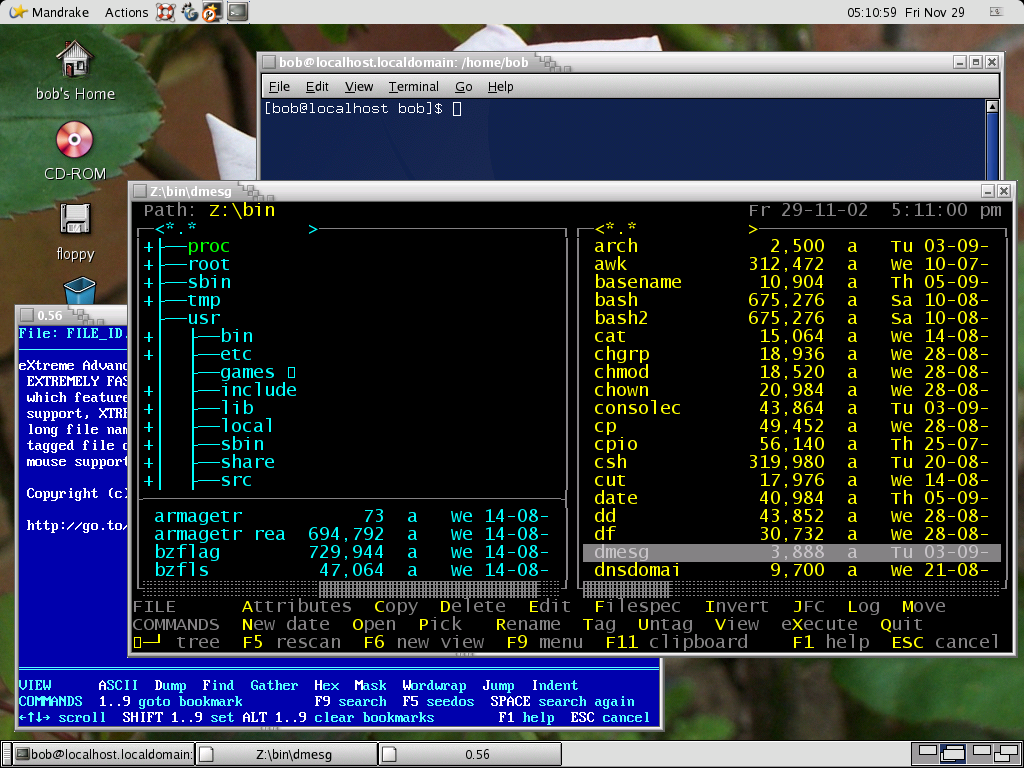 Mandrake Actions 05:10:59 Fri Nov 29
bob's Home
CD-ROM
floppy
bob@localhost.localdomain: /home/bob
File Edit View Terminal Go Help
[bob@localhost bob]$
Z:\bin\dmesg
Path: Z:\bin Fr 29-11-02 5:11:00 pm
<*.* > <*.* >
+ proc arch 2,500 a Tu 03-09-
+ root awk 312,472 a We 10-07-
+ sbin basename 10,904 a Th 05-09-
+ tmp bash 675,276 a Sa 10-08-
usr bash2 675,276 a Sa 10-08-
+ bin cat 15,064 a We 14-08-
+ etc chgrp 18,936 a We 28-08-
games chmod 18,520 a We 28-08-
+ include chown 20,984 a We 28-08-
+ lib consolec 43,864 a Tu 03-09-
+ local cp 49,452 a We 28-08-
+ sbin cpio 56,140 a Th 25-07-
+ share csh 319,980 a Tu 20-08-
+ src cut 17,976 a We 14-08-
date 40,984 a Th 05-09-
armagetr 73 a We 14-08- dd 43,852 a We 28-08-
armagetr rea 694,792 a We 14-08- df 30,732 a We 28-08-
bzflag 729,944 a We 14-08- dmesg 3,888 a Tu 03-09-
bzfls 47,064 a We 14-08- dnsdomai 9,700 a We 21-08-
FILE Attributes Copy Delete Edit Filespec Invert JFC Log Move
COMMANDS New date Open Pick Rename Tag Untag View eXecute Quit
tree F5 rescan F6 new view F9 menu F11 clipboard F1 help ESC cancel
0.56
File: FILE_ID.
eXtreme Advanc
EXTREMELY FAS
which feature
support, XTRE
long file nam
tagged file o
mouse support
Copyright (c)
http://go.to/
VIEW ASCII Dump Find Gather Hex Mask Wordwrap Jump Indent
COMMANDS 1..9 goto bookmark F9 search F5 seedos SPACE search again
←↑↓→ scroll SHIFT 1..9 set ALT 1..9 clear bookmarks F1 help ESC cancel
bob@localhost.localdomain: Z:\bin\dmesg 0.56